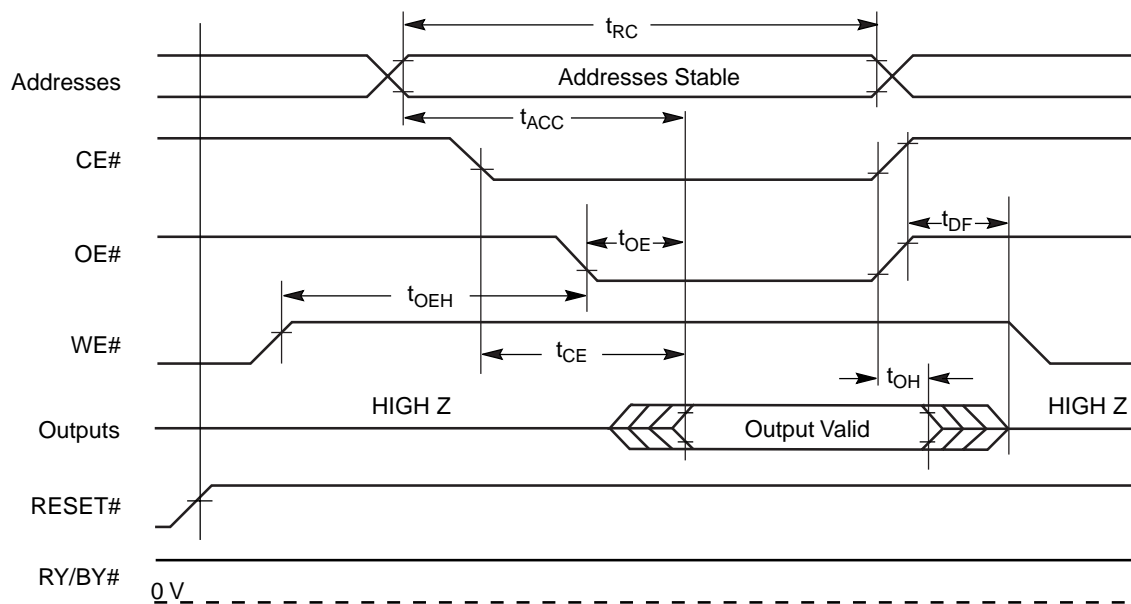 tRC
Addresses
Addresses Stable
tACC
CE#
tDF
OE#
tOE
tOEH
WE#
tCE
tOH
HIGH Z
HIGH Z
Outputs
Output Valid
RESET#
RY/BY#
0 V